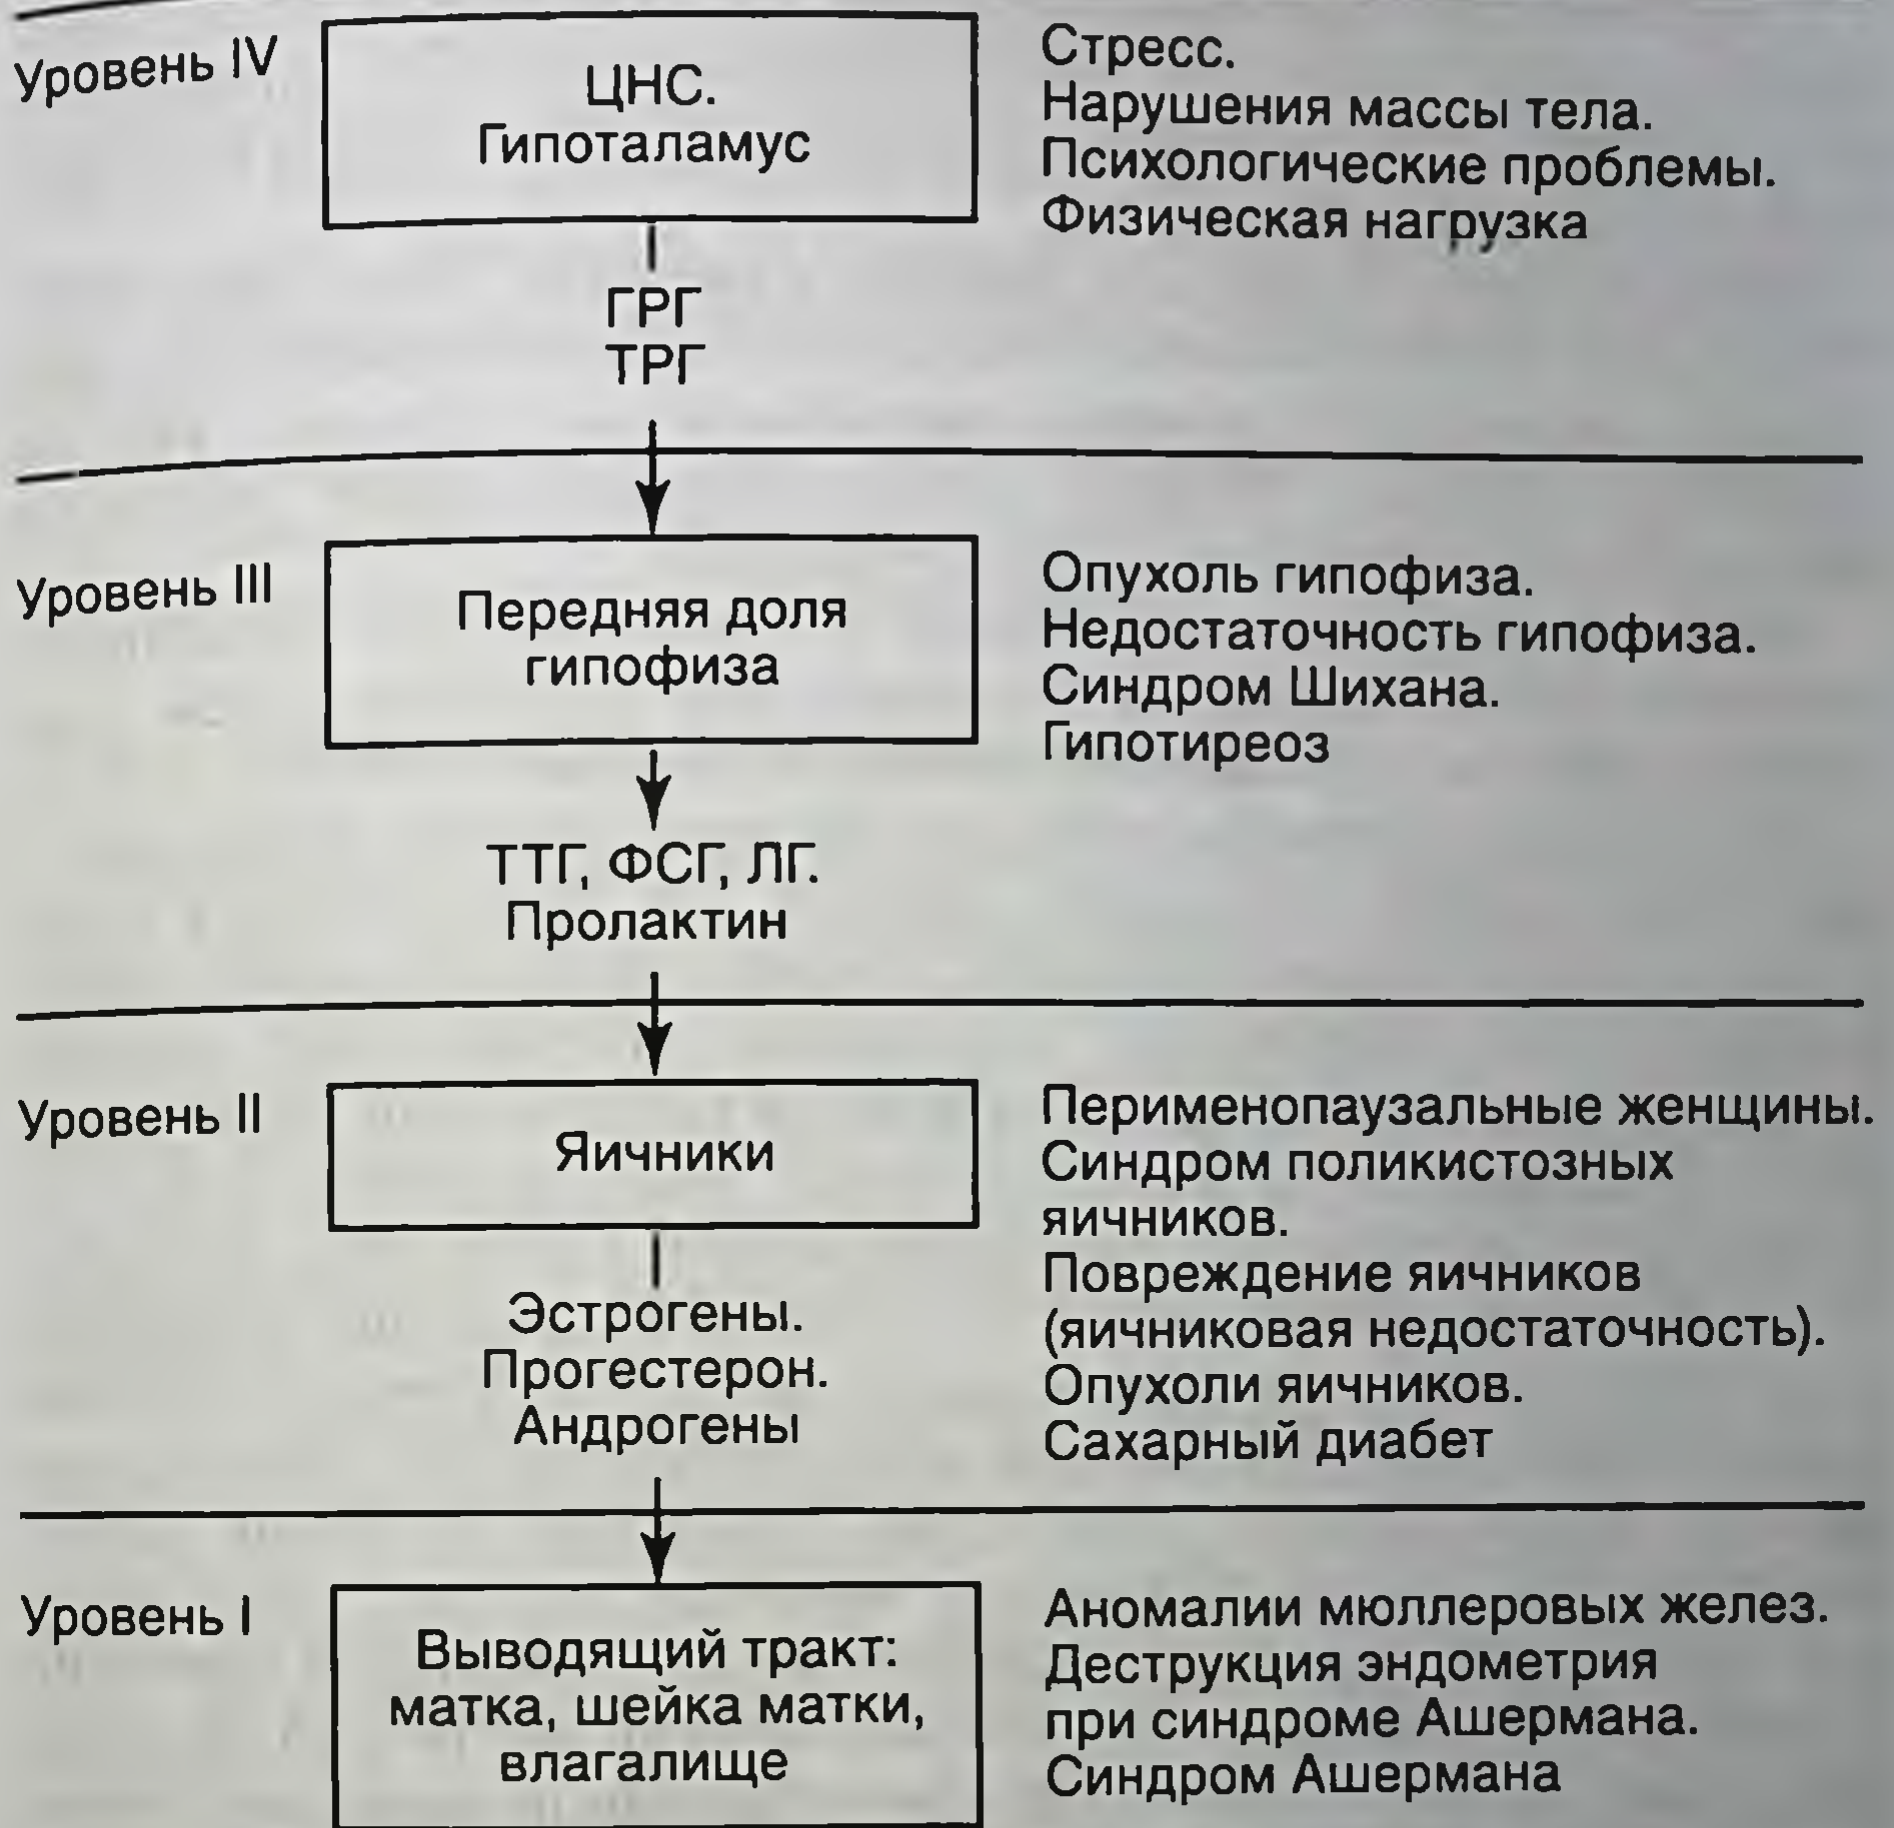 Уровень IV
ЦНС.
Гипоталамус
Стресс.
Нарушения массы тела.
Психологические проблемы.
Физическая нагрузка
ГРГ
ТРГ
Уровень III
Передняя доля
гипофиза
Опухоль гипофиза.
Недостаточность гипофиза.
Синдром Шихана.
Гипотиреоз
ТТГ, ФСГ, ЛГ.
Пролактин
Уровень II
Яичники
Перименопаузальные женщины.
Синдром поликистозных
яичников.
Повреждение яичников
(яичниковая недостаточность).
Опухоли яичников.
Сахарный диабет
Эстрогены.
Прогестерон.
Андрогены
Уровень I
Выводящий тракт:
матка, шейка матки,
влагалище
Аномалии мюллеровых желез.
Деструкция эндометрия
при синдроме Ашермана.
Синдром Ашермана